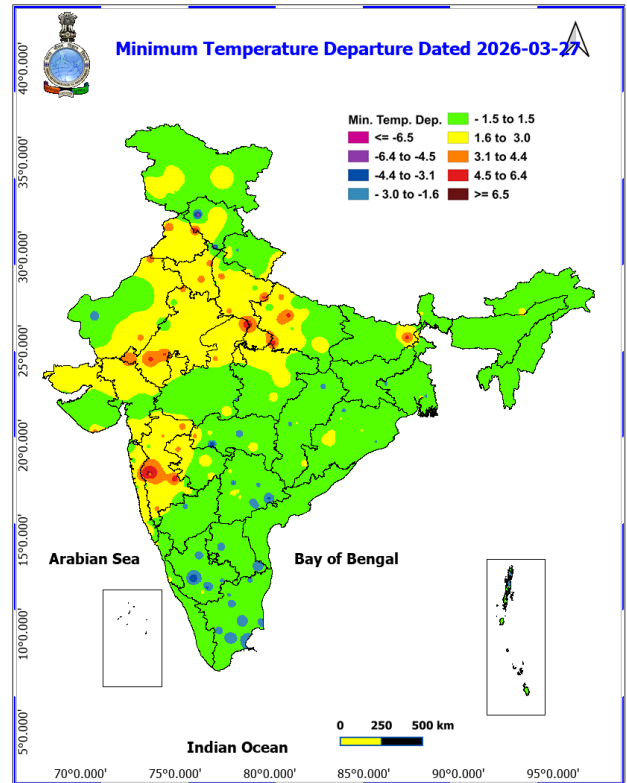 Minimum Temperature Departure Dated 2026-03-27
Min. Temp. Dep.
<= -6.5
-6.4 to -4.5
-4.4 to -3.1
- 3.0 to -1.6
- 1.5 to 1.5
1.6 to 3.0
3.1 to 4.4
4.5 to 6.4
>= 6.5
40°0.000'
35°0.000'
30°0.000'
25°0.000'
20°0.000'
15°0.000'
10°0.000'
5°0.000'
Arabian Sea
Bay of Bengal
Indian Ocean
0 250 500 km
70°0.000' 75°0.000' 80°0.000' 85°0.000' 90°0.000' 95°0.000'